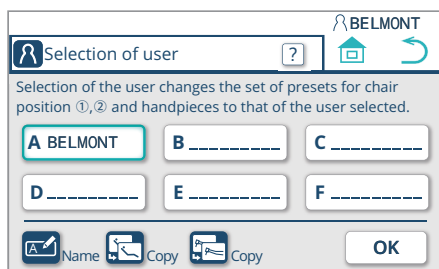 BELMONT
Selection of user ?
Selection of the user changes the set of presets for chair
position ①,② and handpieces to that of the user selected.
A BELMONT B _________ C _________
D _________ E _________ F _________
A Name Copy Copy OK